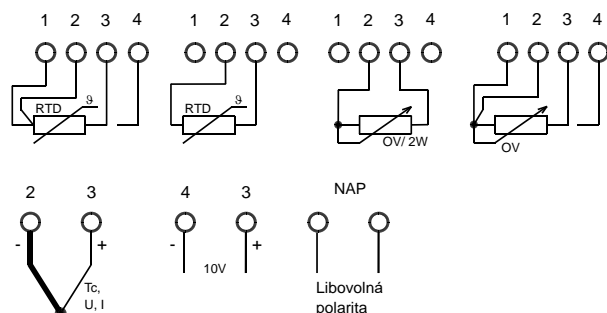 1 2 3 4
1 2 3 4
1 2 3 4
1 2 3 4
RTD ϑ
RTD ϑ
OV/ 2W
OV
2 3
- +
Tc,
U, I
4 3
- +
10V
NAP
Libovolná
polarita